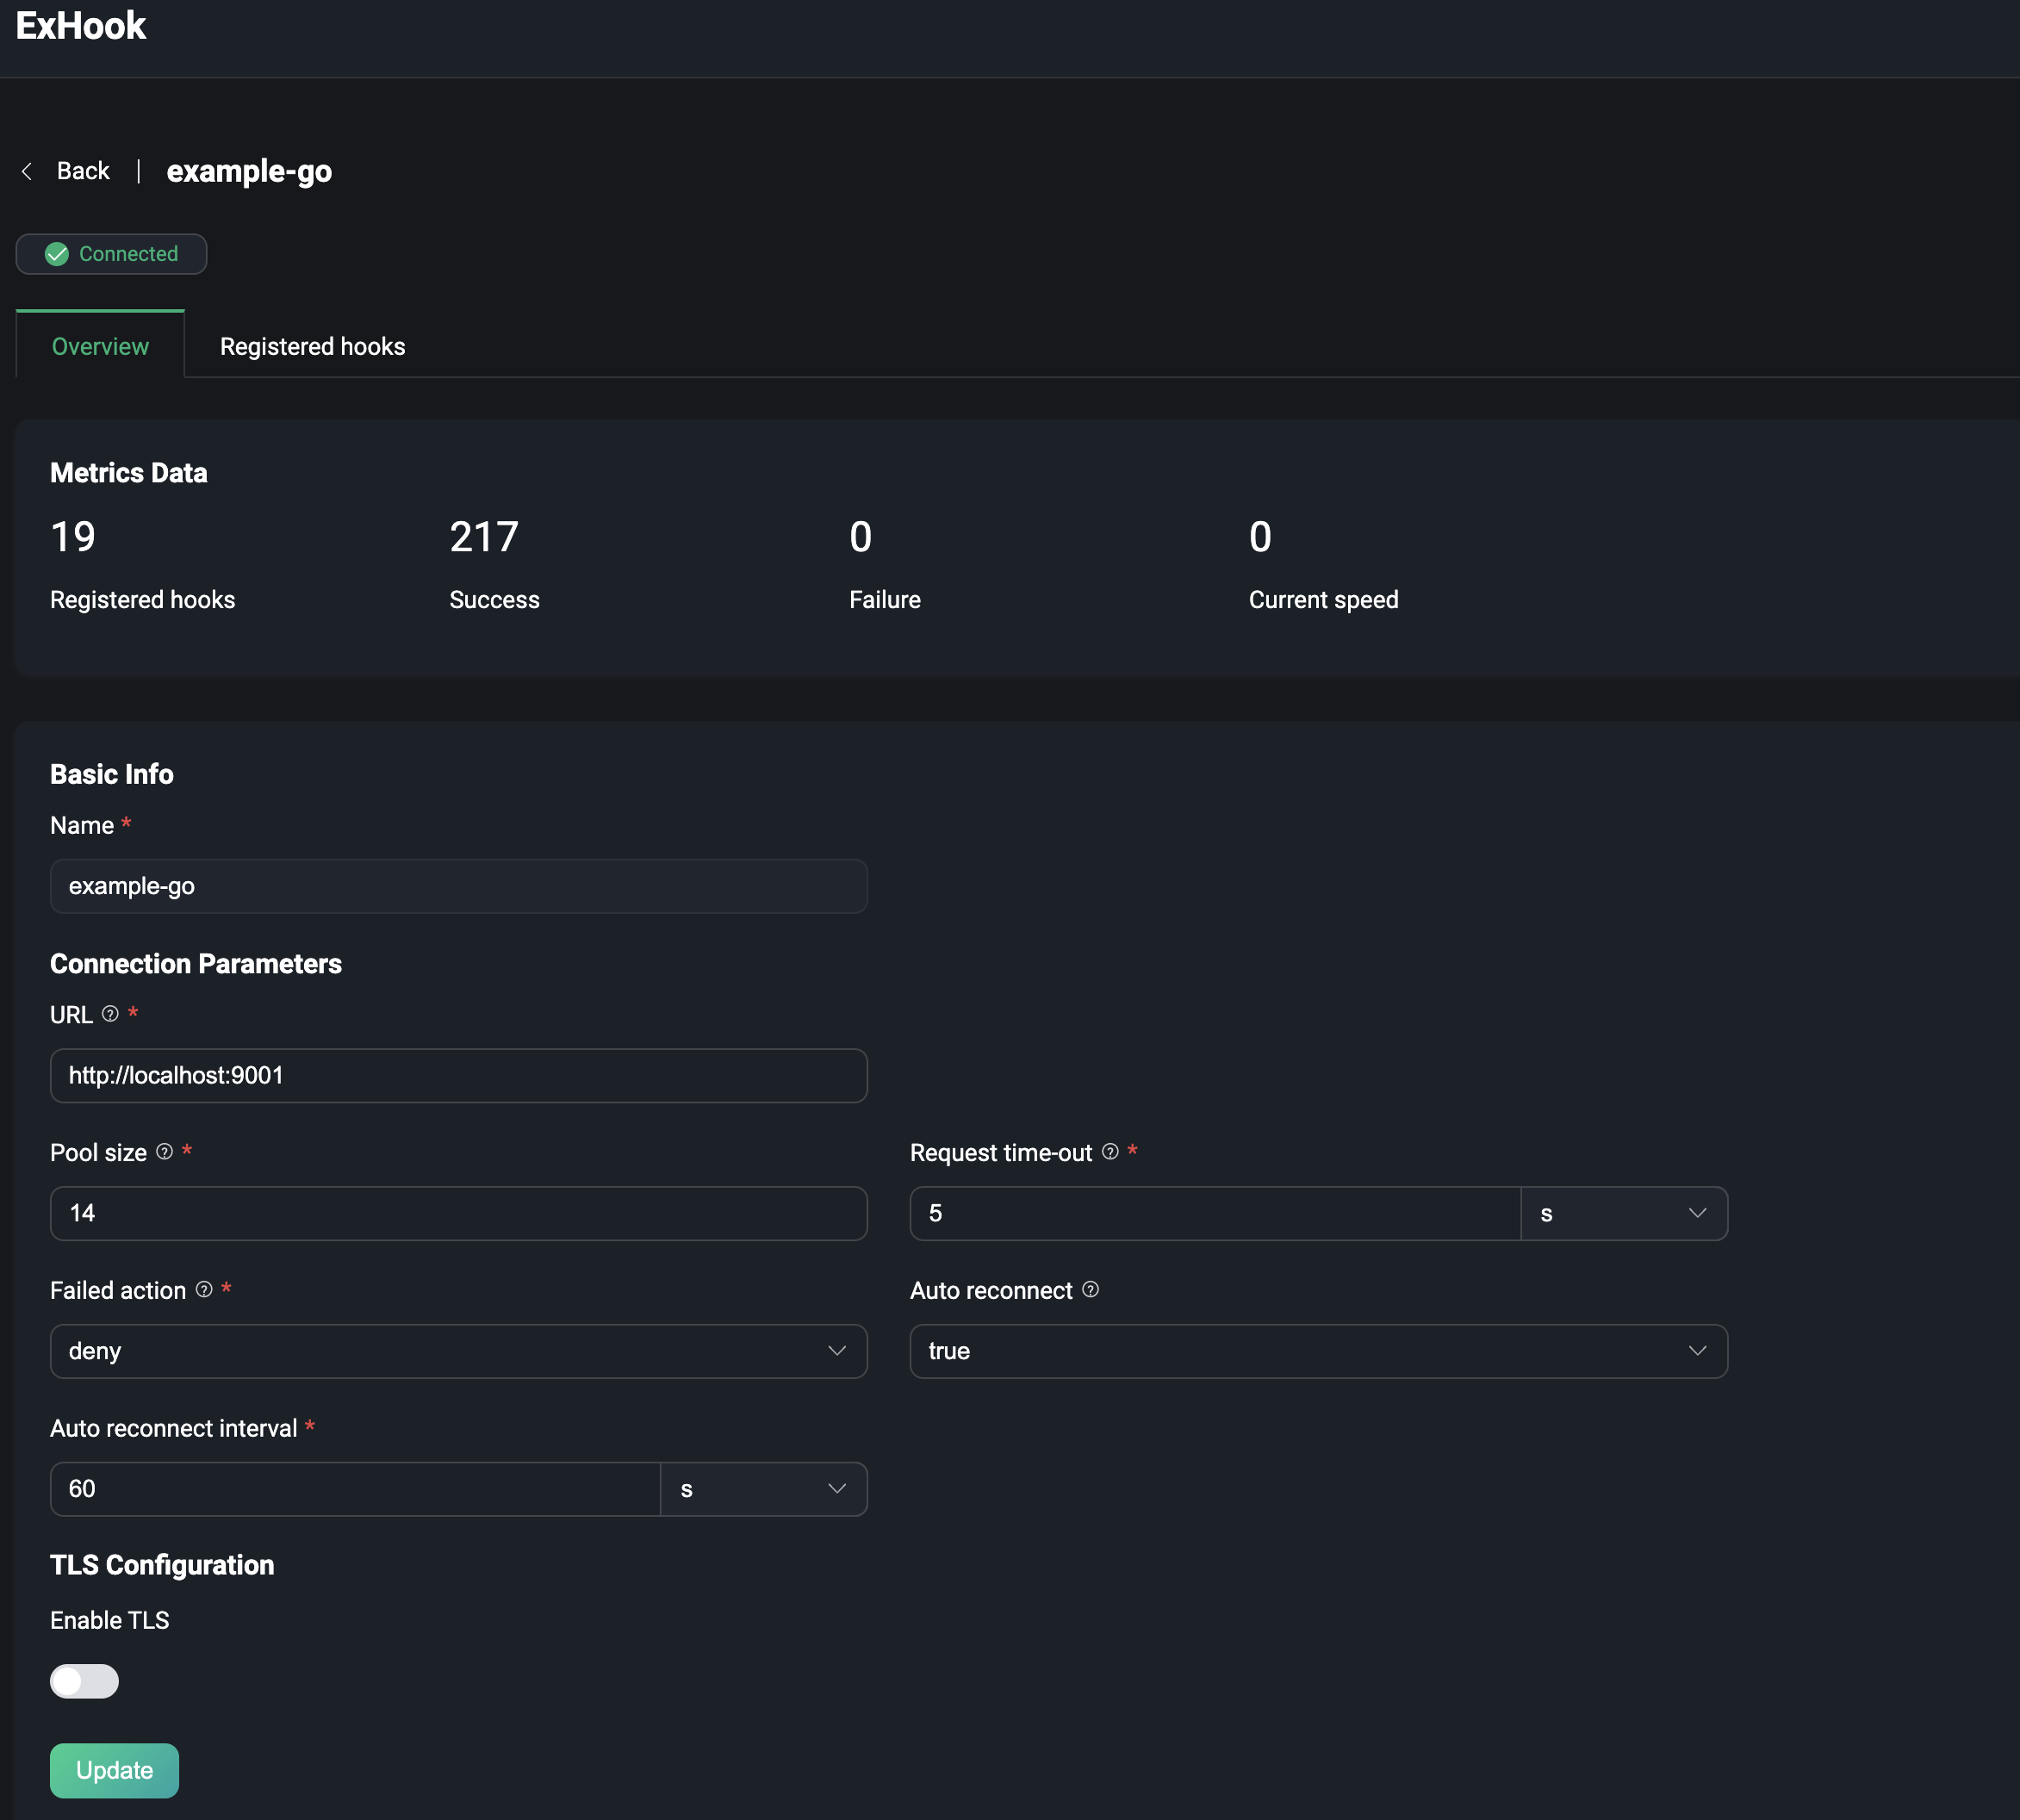 ExHook
Back | example-go
Connected
Overview Registered hooks
Metrics Data
19 217 0 0
Registered hooks Success Failure Current speed
Basic Info
Name *
example-go
Connection Parameters
URL ? *
http://localhost:9001
Pool size ? * Request time-out ? *
14 5 s
Failed action ? * Auto reconnect ?
deny true
Auto reconnect interval *
60 s
TLS Configuration
Enable TLS
Update